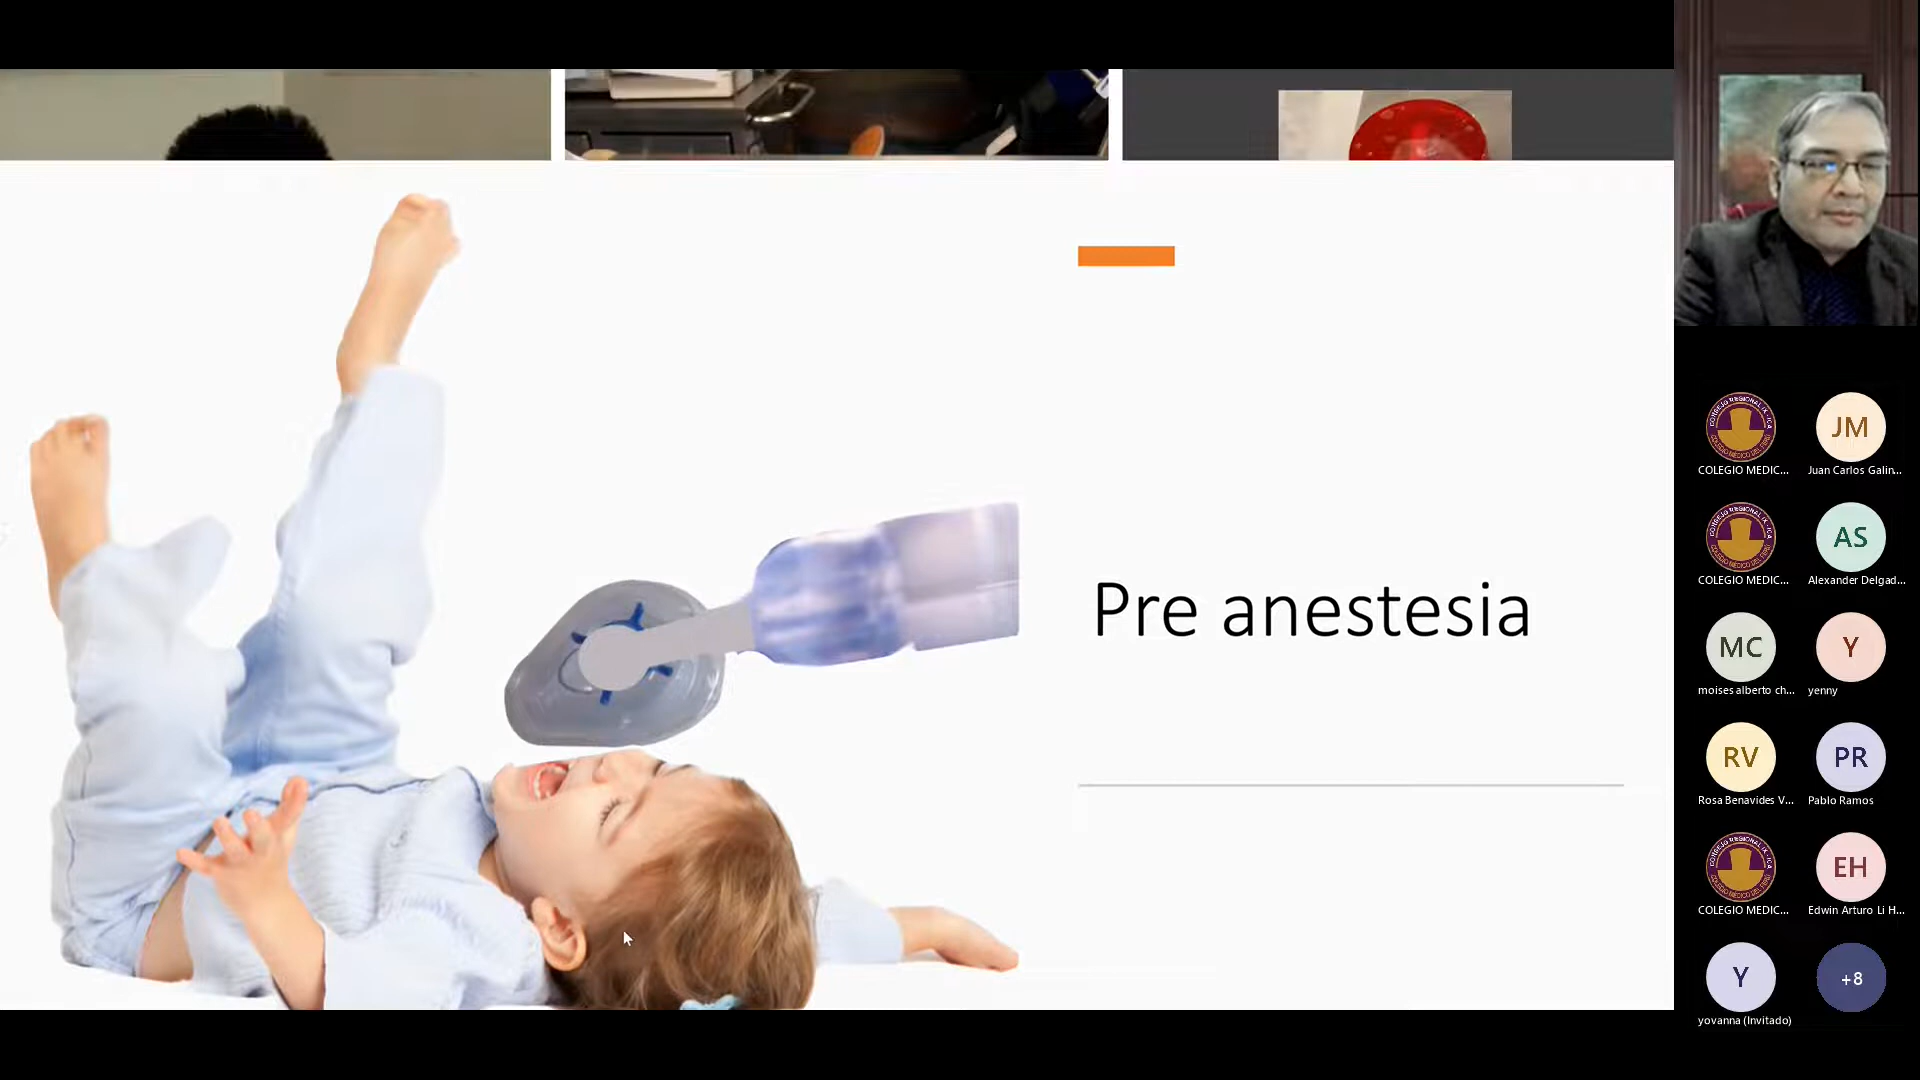 Pre anestesia
COLEGIO MEDIC...
JM
Juan Carlos Galin...
COLEGIO MEDIC...
AS
Alexander Delgad...
MC
moises alberto ch...
Y
yenny
RV
Rosa Benavides V...
PR
Pablo Ramos
COLEGIO MEDIC...
EH
Edwin Arturo Li H...
Y
yovanna (Invitado)
+8